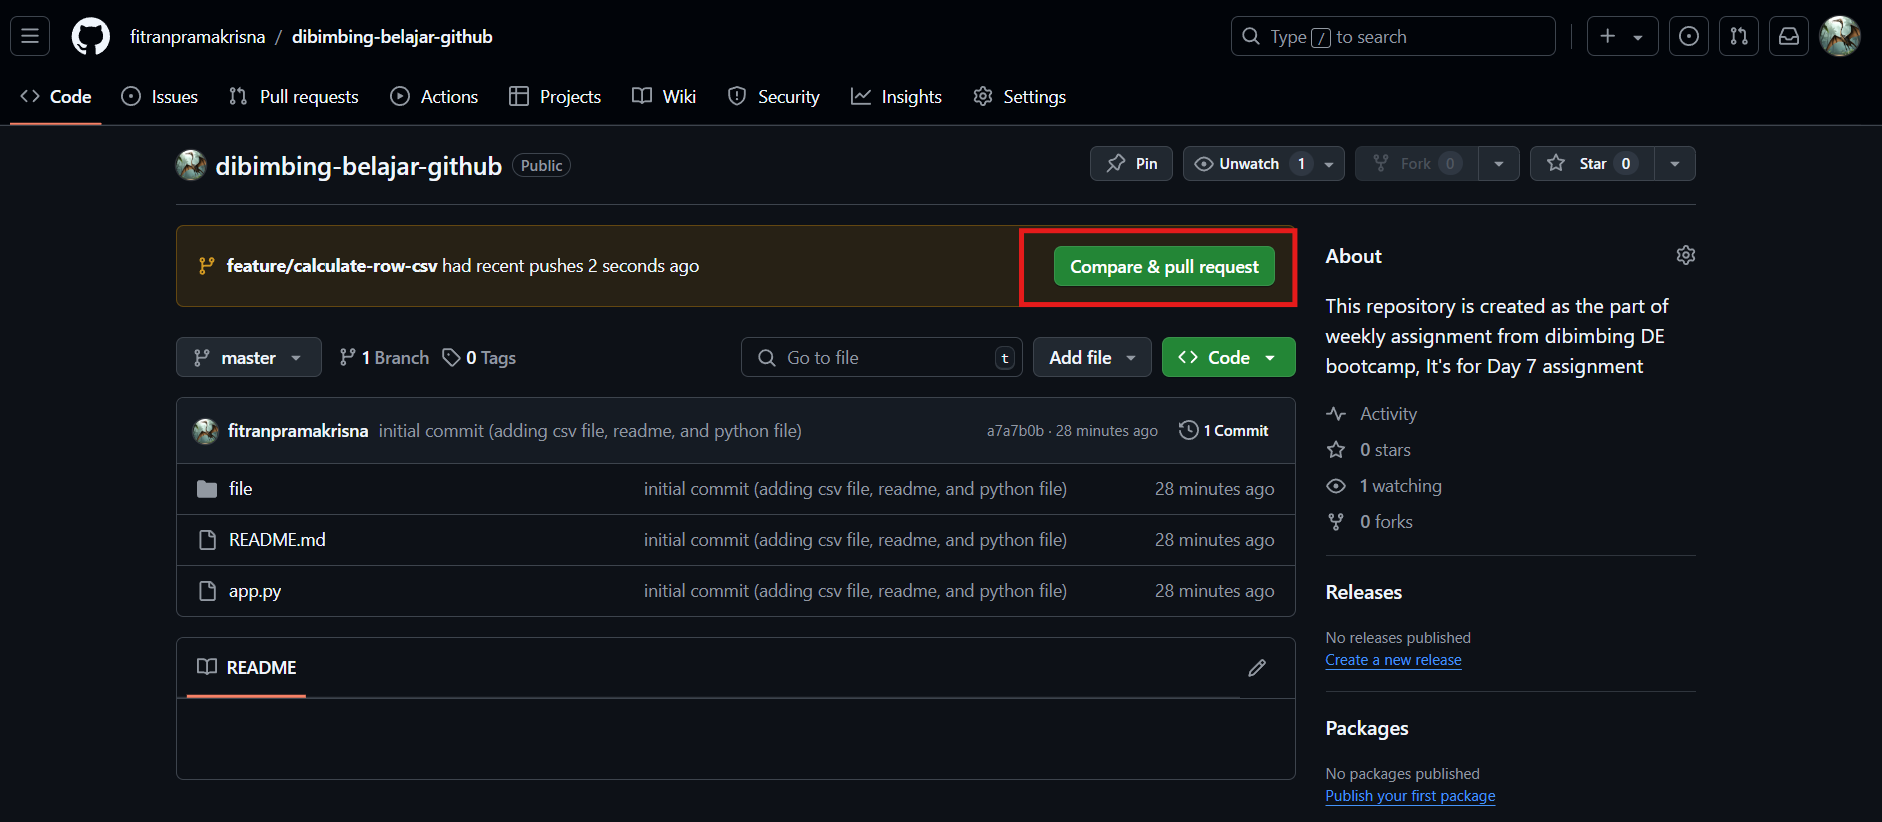 fitranpramakrisna / dibimbing-belajar-github
Type / to search
Code Issues Pull requests Actions Projects Wiki Security Insights Settings
dibimbing-belajar-github Public
Pin Unwatch 1 Fork 0 Star 0
feature/calculate-row-csv had recent pushes 2 seconds ago
Compare & pull request
master 1 Branch 0 Tags
Go to file t Add file Code
fitranpramakrisna initial commit (adding csv file, readme, and python file) a7a7b0b · 28 minutes ago 1 Commit
file initial commit (adding csv file, readme, and python file) 28 minutes ago
README.md initial commit (adding csv file, readme, and python file) 28 minutes ago
app.py initial commit (adding csv file, readme, and python file) 28 minutes ago
README
About
This repository is created as the part of
weekly assignment from dibimbing DE
bootcamp, It's for Day 7 assignment
Activity
0 stars
1 watching
0 forks
Releases
No releases published
Create a new release
Packages
No packages published
Publish your first package